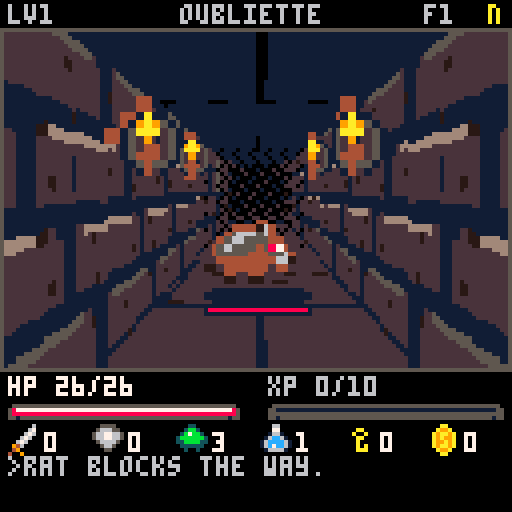 LV1 OUBLIETTE F1 N
HP 26/26 XP 0/10
0 0 3 1 0 0
>RAT BLOCKS THE WAY.